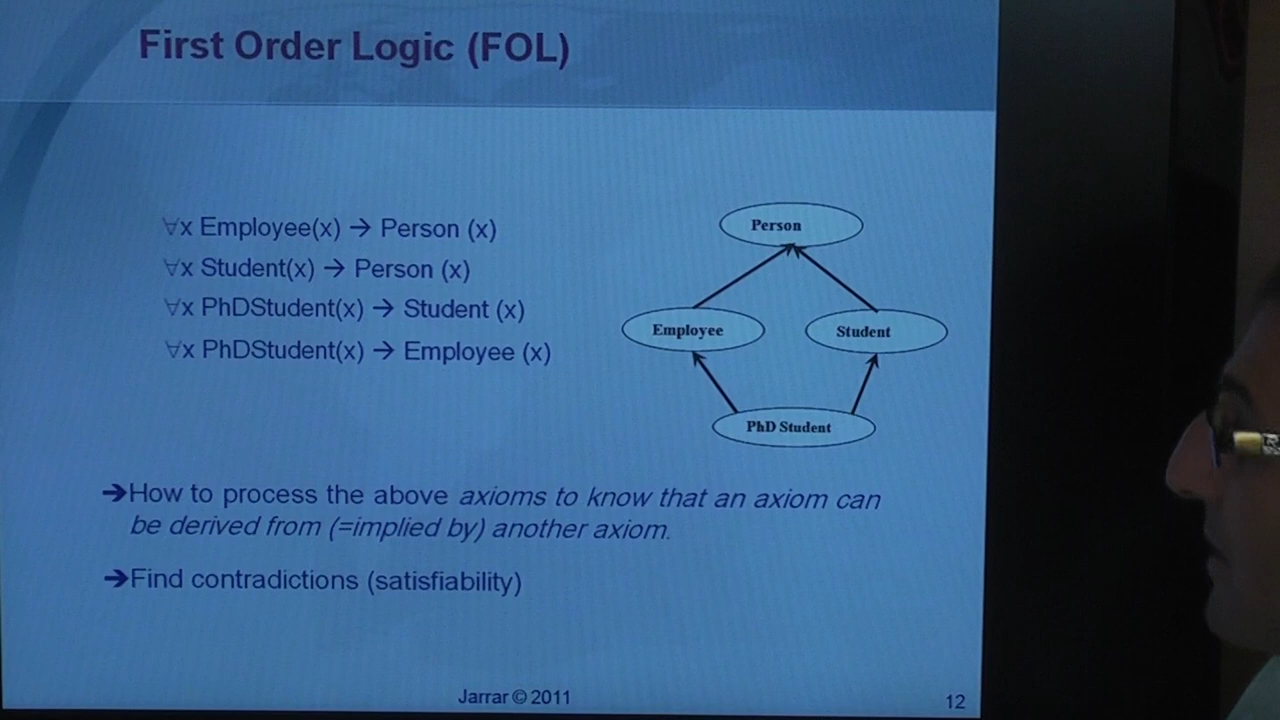 First Order Logic (FOL)
∀x Employee(x) → Person (x)
∀x Student(x) → Person (x)
∀x PhDStudent(x) → Student (x)
∀x PhDStudent(x) → Employee (x)
Person
Employee
Student
PhD Student
➔How to process the above axioms to know that an axiom can
be derived from (=implied by) another axiom.
➔Find contradictions (satisfiability)
Jarrar © 2011
12